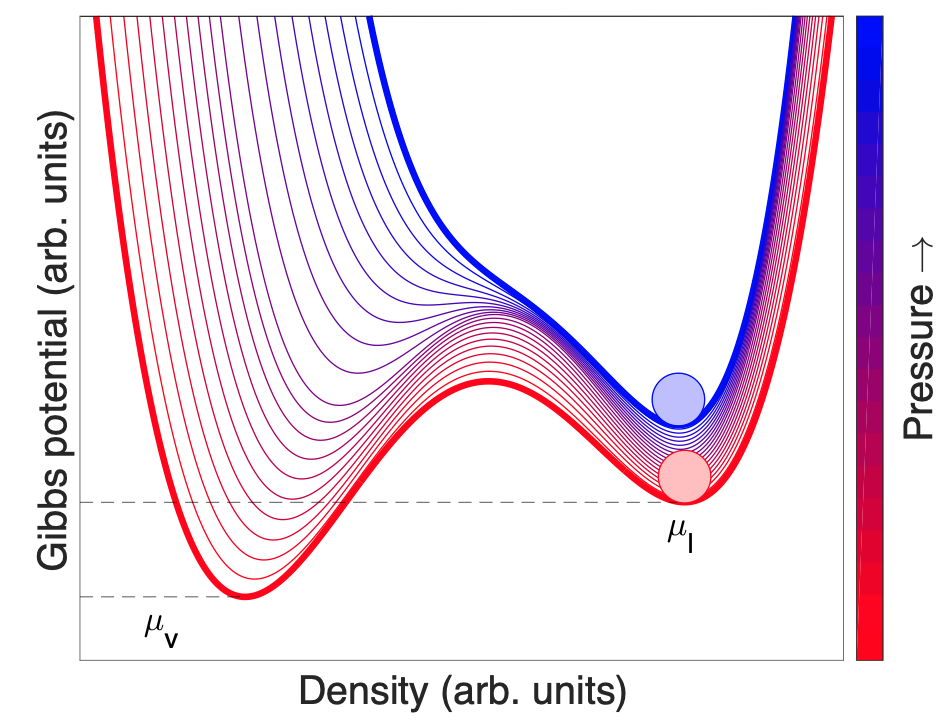 Gibbs potential (arb. units)
μl
μv
Density (arb. units)
Pressure →